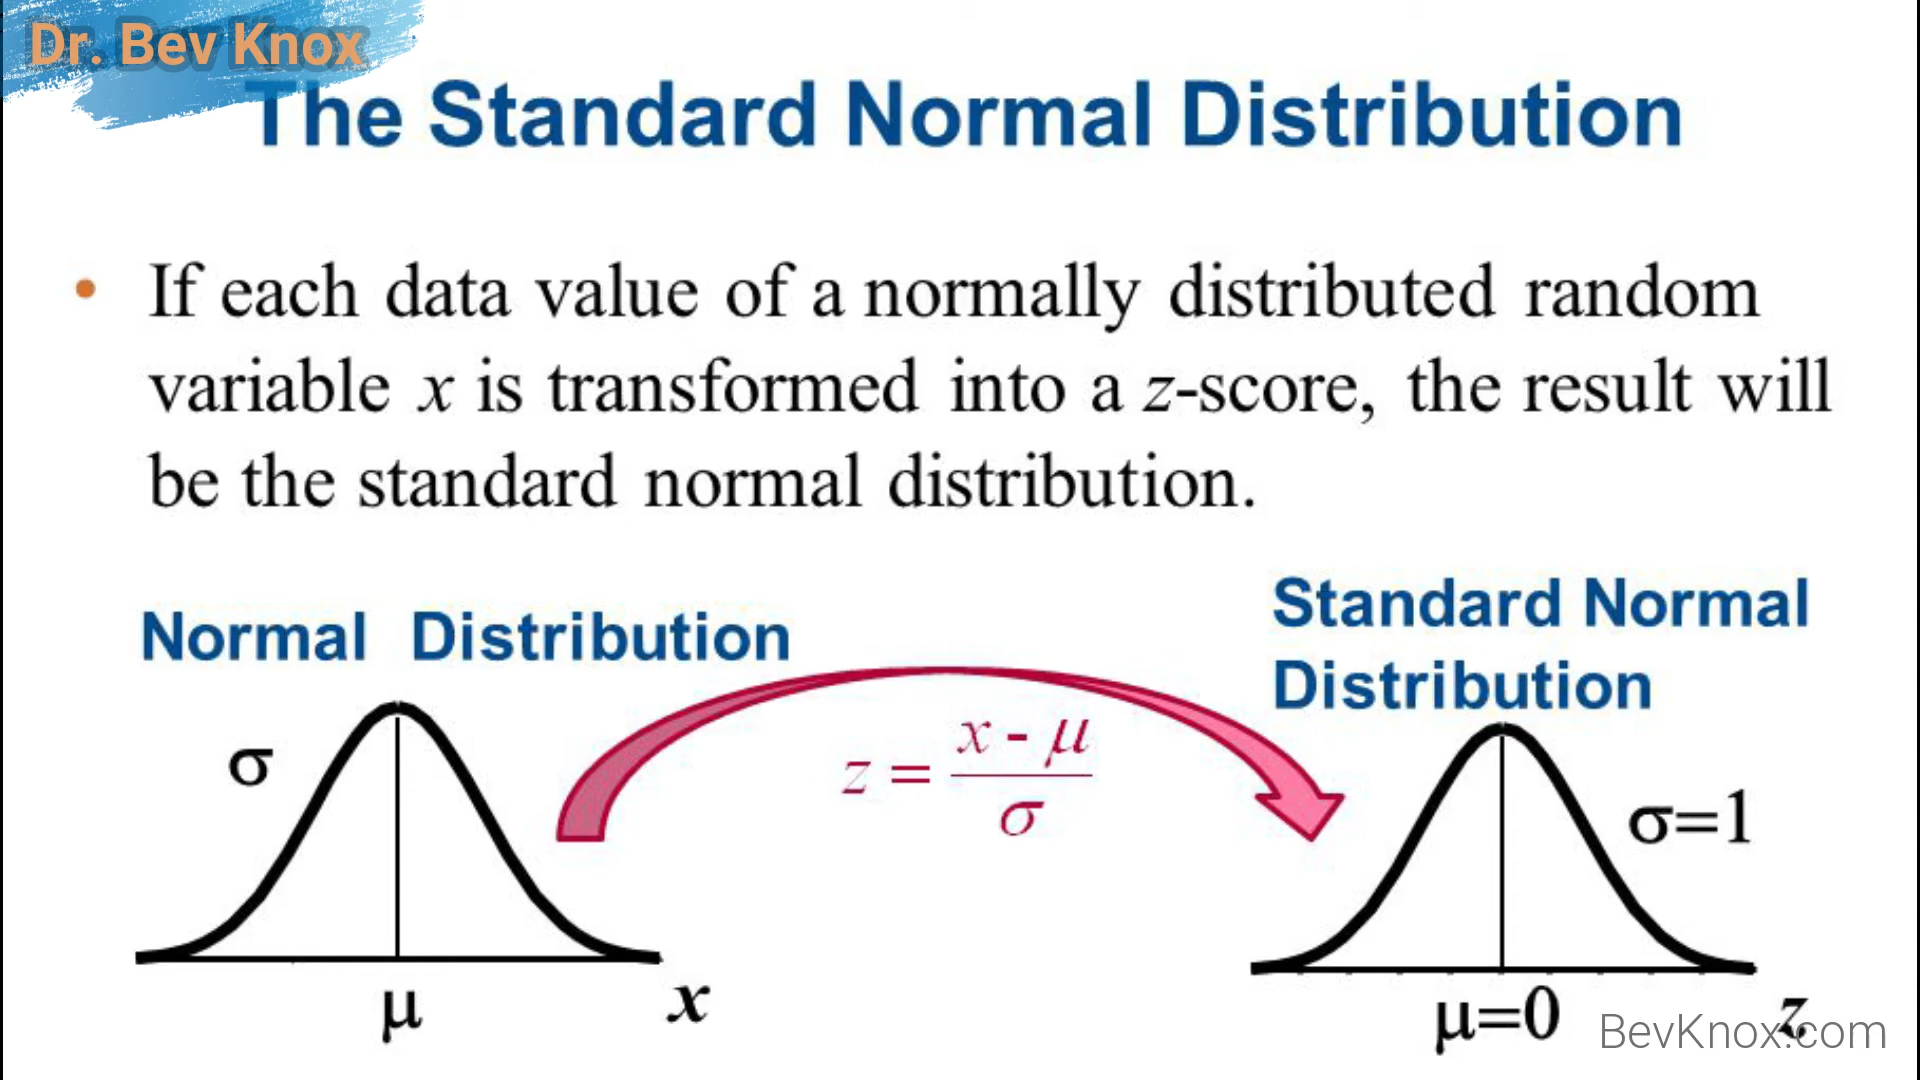 Dr. Bev Knox
The Standard Normal Distribution
• If each data value of a normally distributed random
variable x is transformed into a z-score, the result will
be the standard normal distribution.
Normal Distribution
Standard Normal
Distribution
σ
z = (x - μ) / σ
σ=1
μ
x
μ=0
z
BevKnox.com